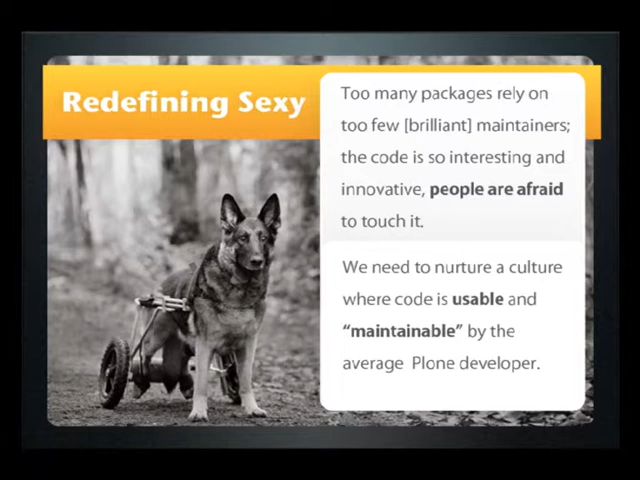 Redefining Sexy
Too many packages rely on
too few [brilliant] maintainers;
the code is so interesting and
innovative, people are afraid
to touch it.
We need to nurture a culture
where code is usable and
“maintainable” by the
average Plone developer.